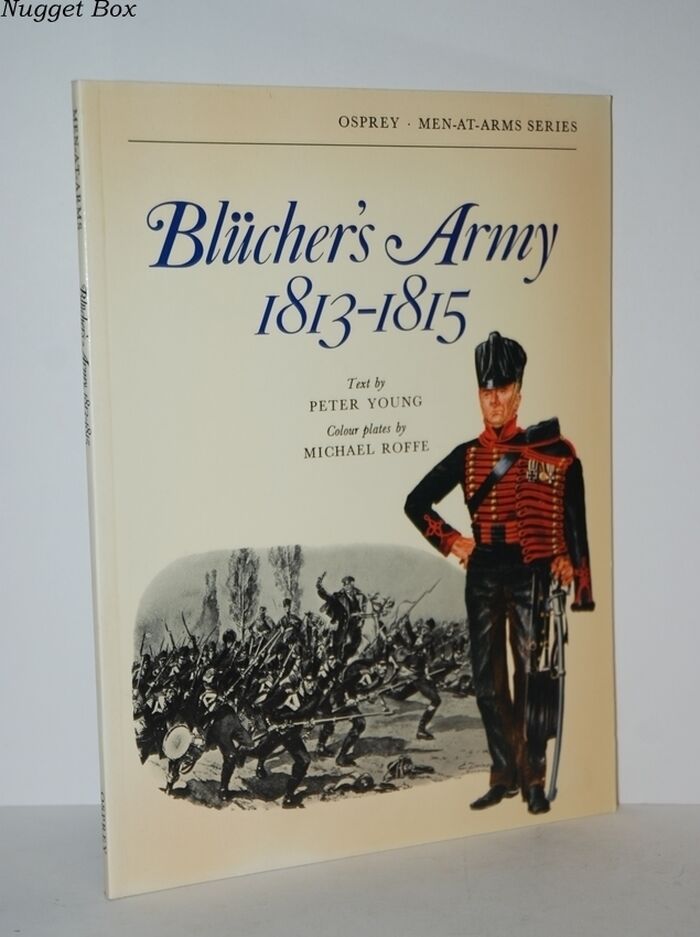 Nugget Box
OSPREY · MEN-AT-ARMS SERIES
Blücher's Army
1813-1815
Text by
PETER YOUNG
Colour plates by
MICHAEL ROFFE
MEN-AT-ARMS
Blücher's Army 1813-1815
OSPREY